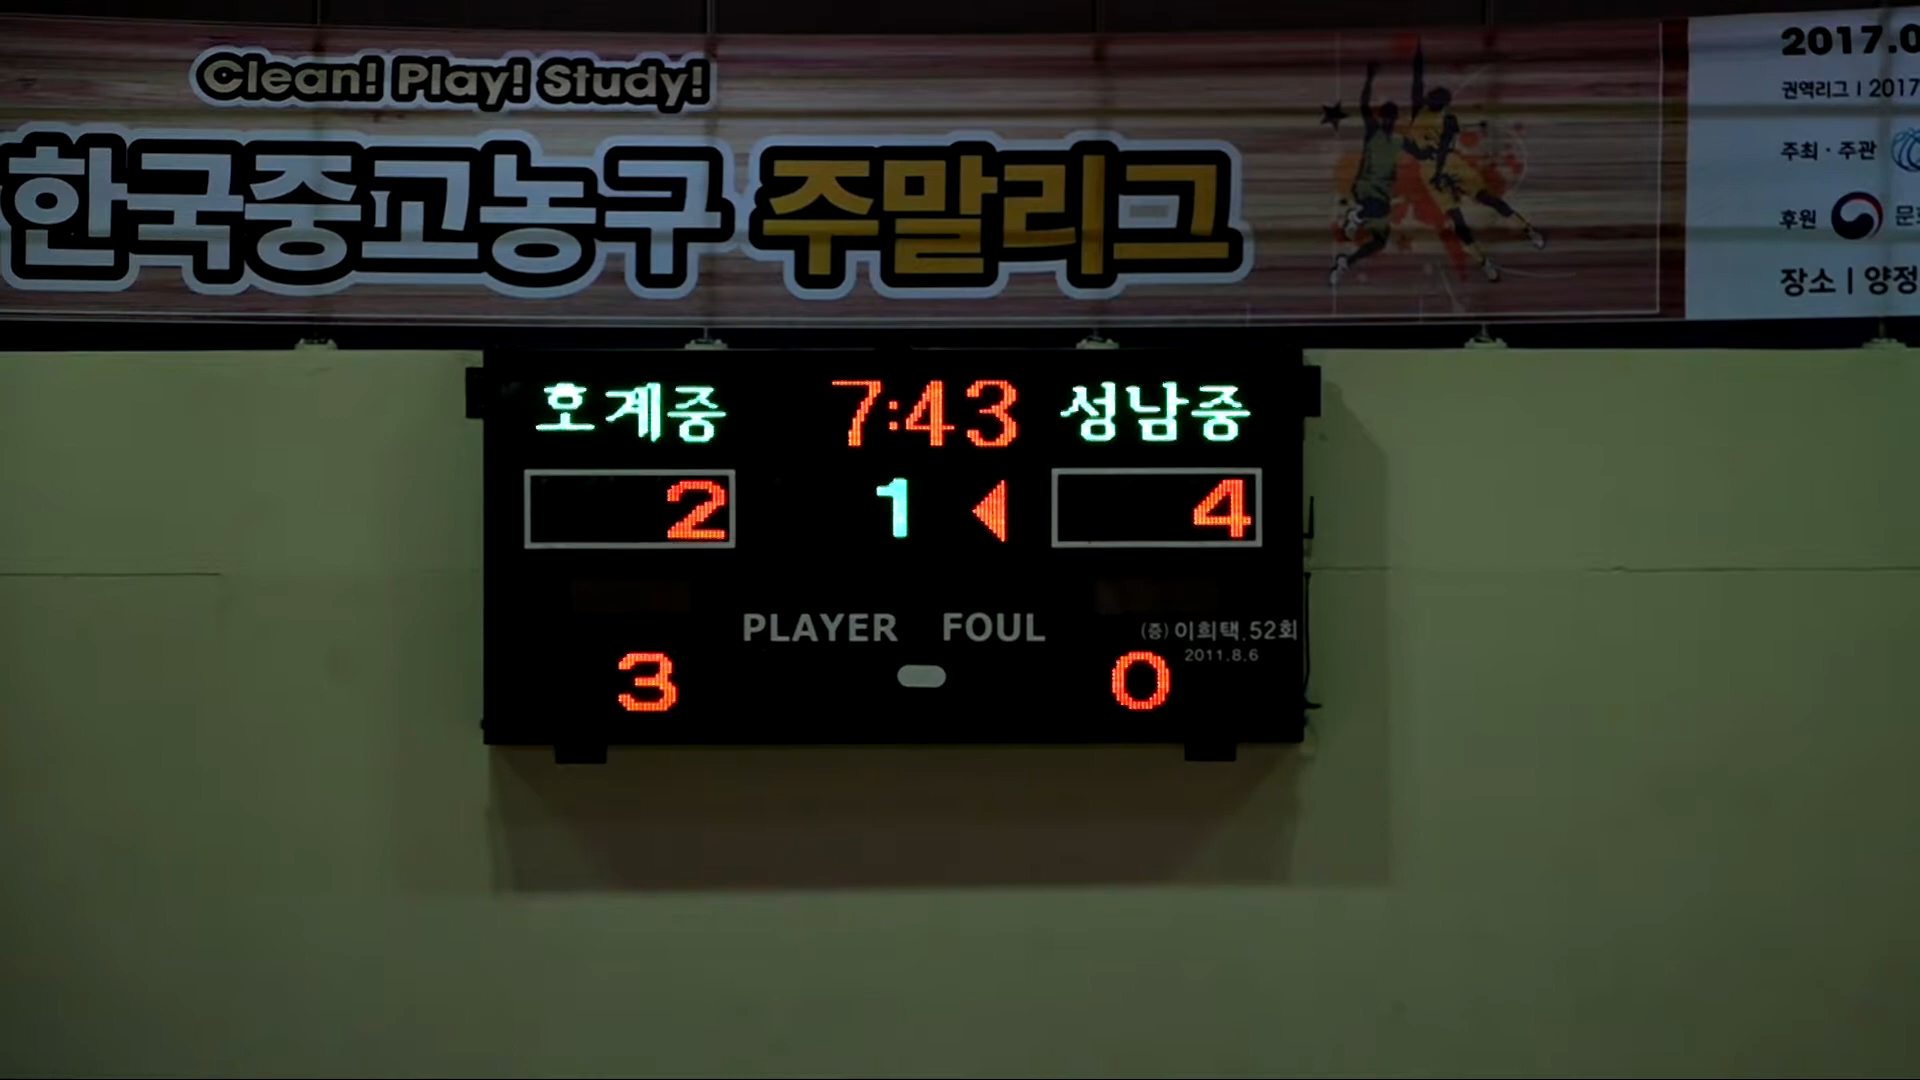 Clean! Play! Study!
한국중고농구 주말리그
2017.0
권역리그 | 2017
주최 · 주관
후원 문
장소 | 양정
호계중 7:43 성남중
2 1 4
PLAYER FOUL
(중) 이희택.52회
2011.8.6
3 0